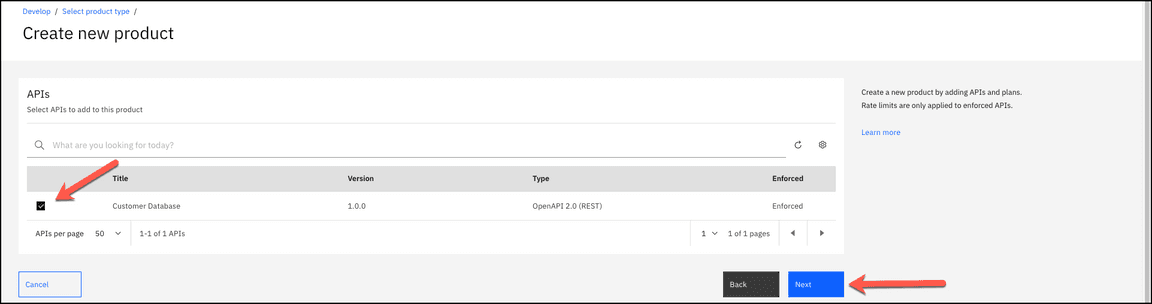 Develop / Select product type /
Create new product
APIs
Select APIs to add to this product
What are you looking for today?
Title Version Type Enforced
Customer Database 1.0.0 OpenAPI 2.0 (REST) Enforced
APIs per page 50 1-1 of 1 APIs 1 1 of 1 pages
Create a new product by adding APIs and plans.
Rate limits are only applied to enforced APIs.
Learn more
Cancel Back Next